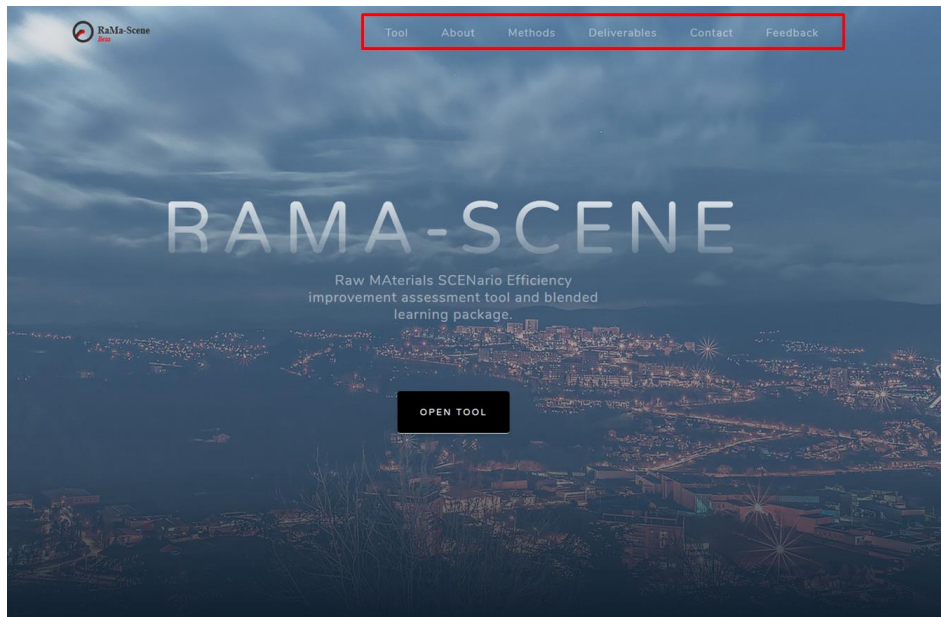 RaMa-Scene
Beta
Tool About Methods Deliverables Contact Feedback
RAMA-SCENE
Raw MAterials SCENario Efficiency
improvement assessment tool and blended
learning package.
OPEN TOOL